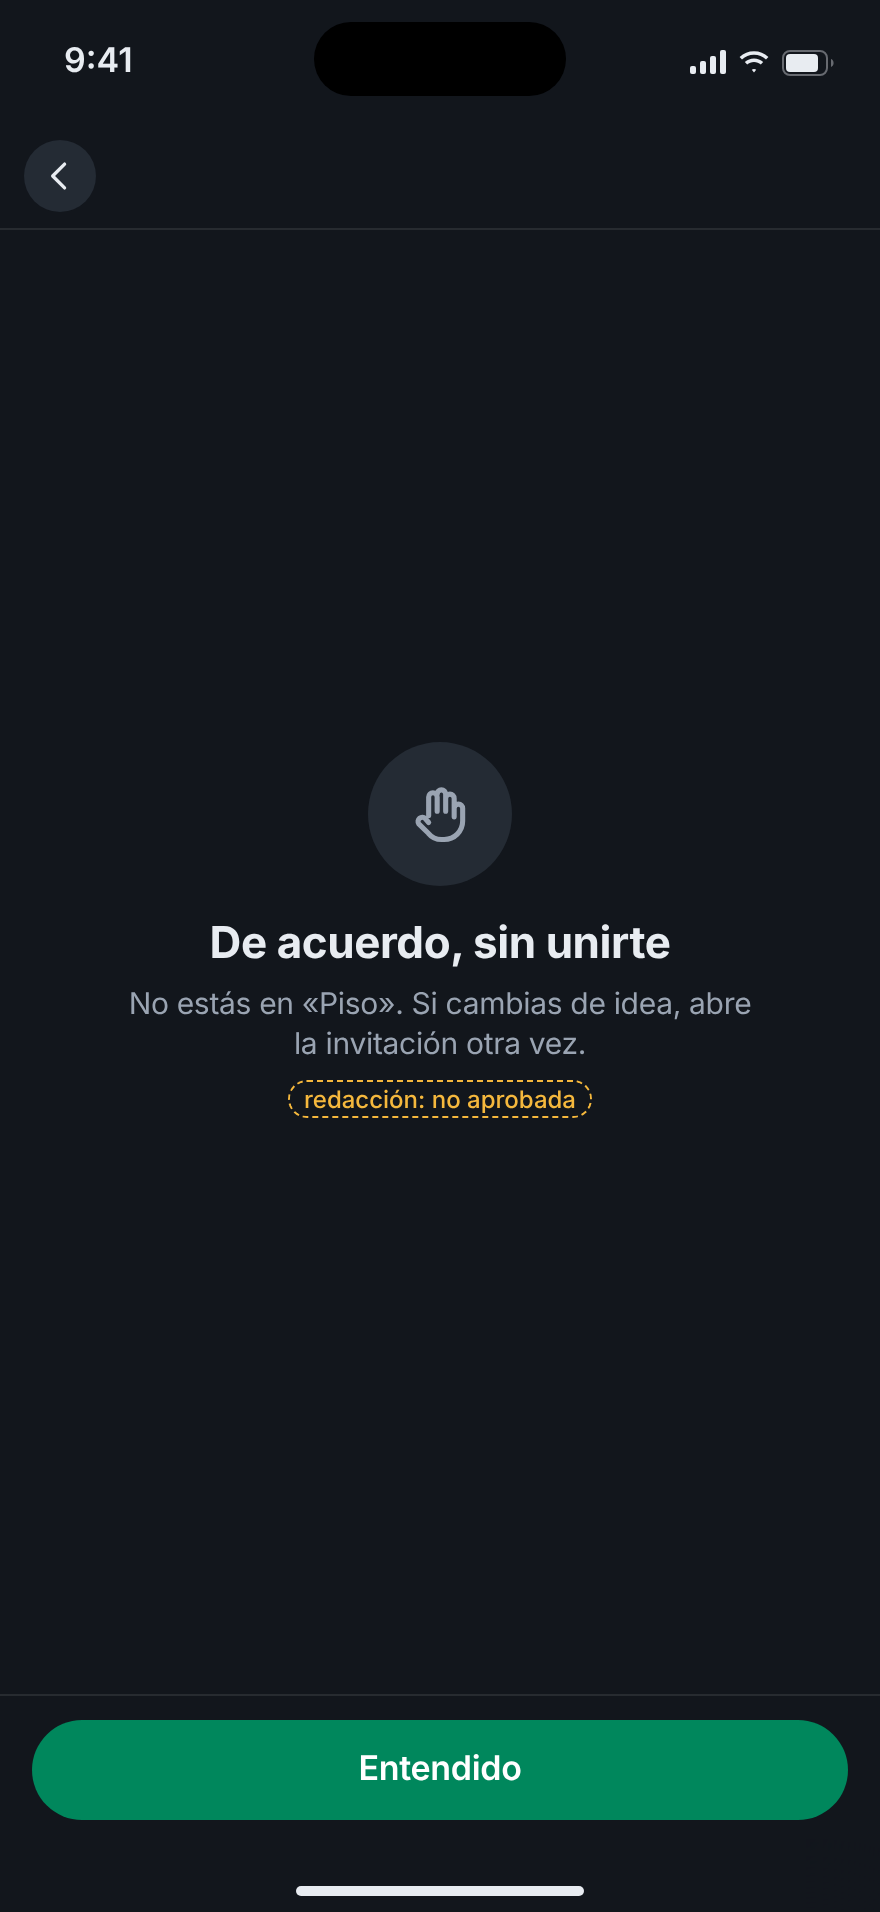 9:41
De acuerdo, sin unirte
No estás en «Piso». Si cambias de idea, abre
la invitación otra vez.
redacción: no aprobada
Entendido